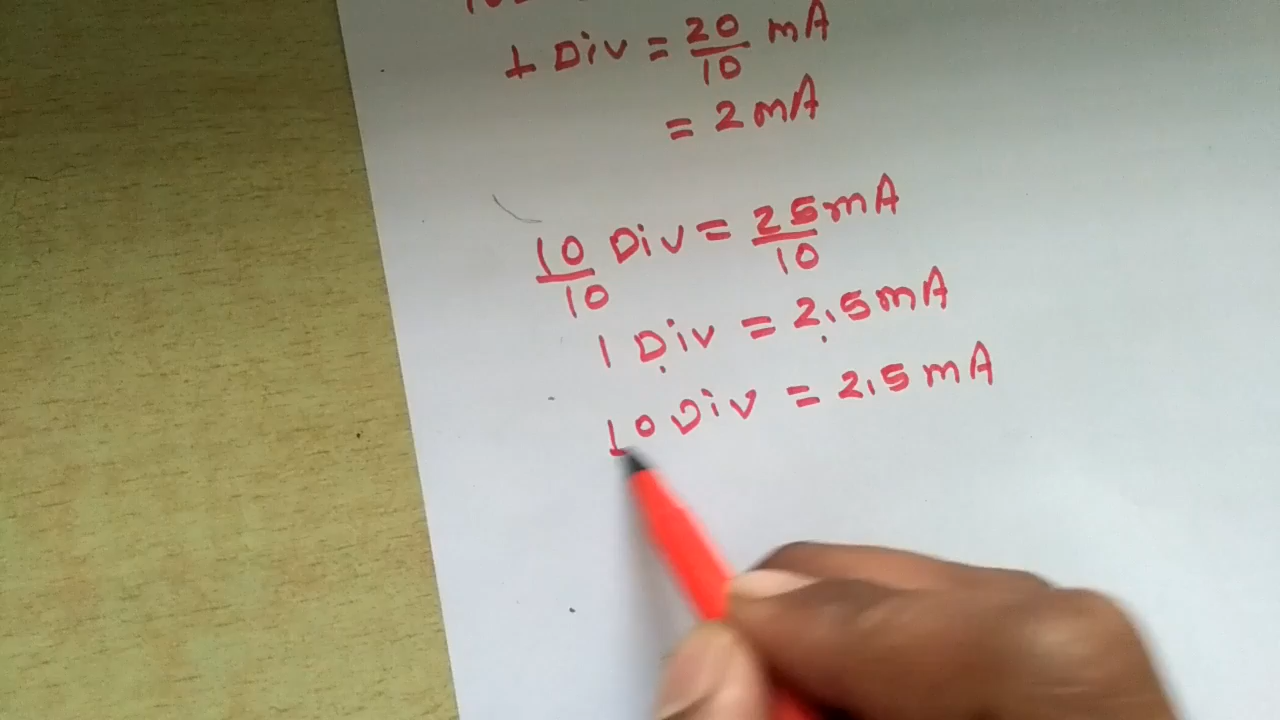 1 Div = 20/10 mA
= 2 mA
10/10 Div = 25/10 mA
1 Div = 2.5 mA
10 Div = 2.5 mA